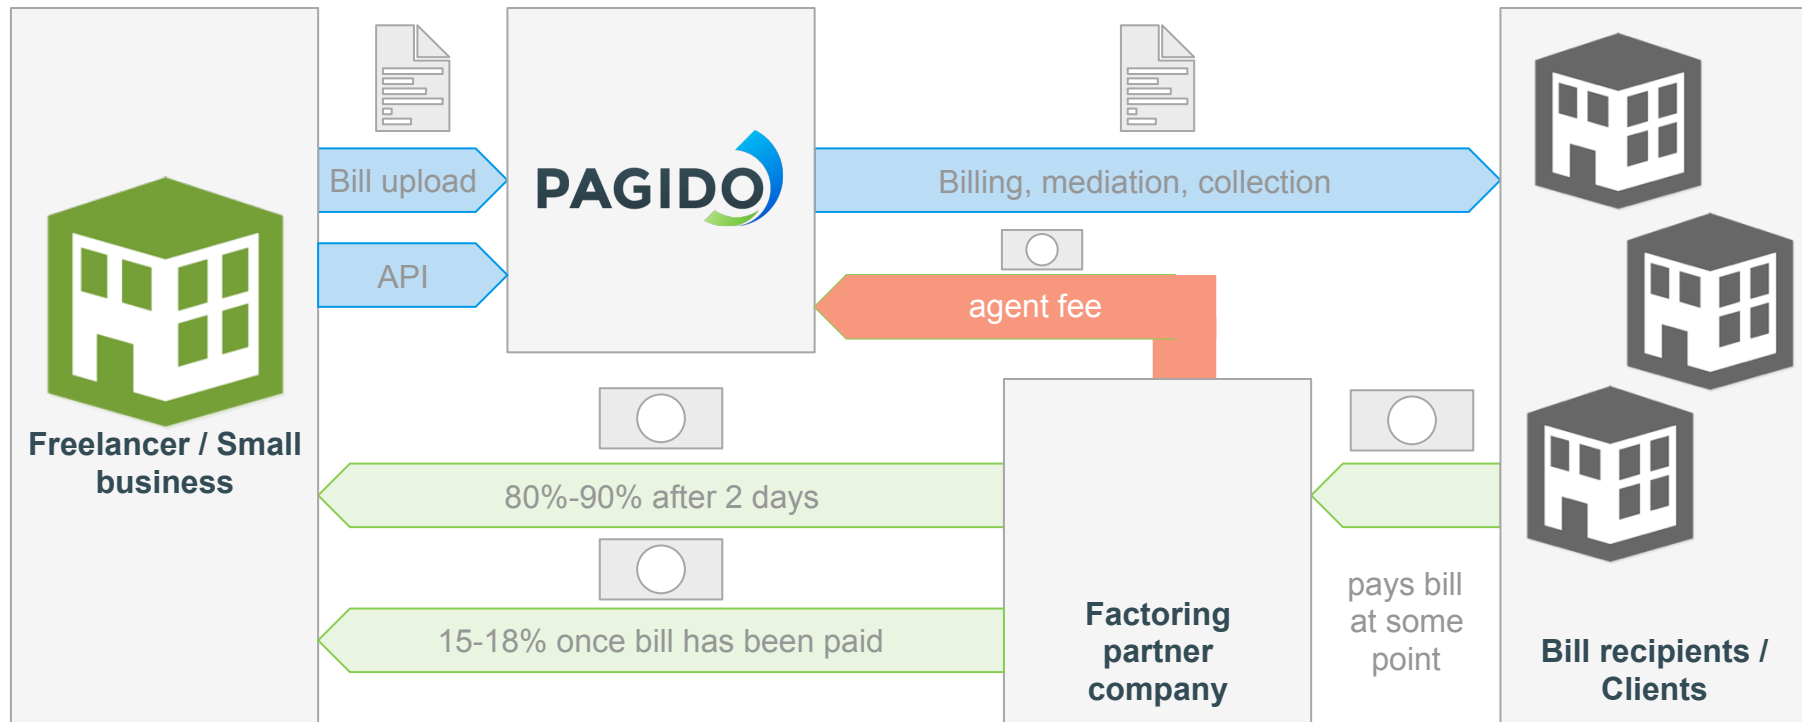 Bill upload
API
PAGIDO
Billing, mediation, collection
agent fee
Freelancer / Small
business
80%-90% after 2 days
15-18% once bill has been paid
Factoring
partner
company
pays bill
at some
point
Bill recipients /
Clients